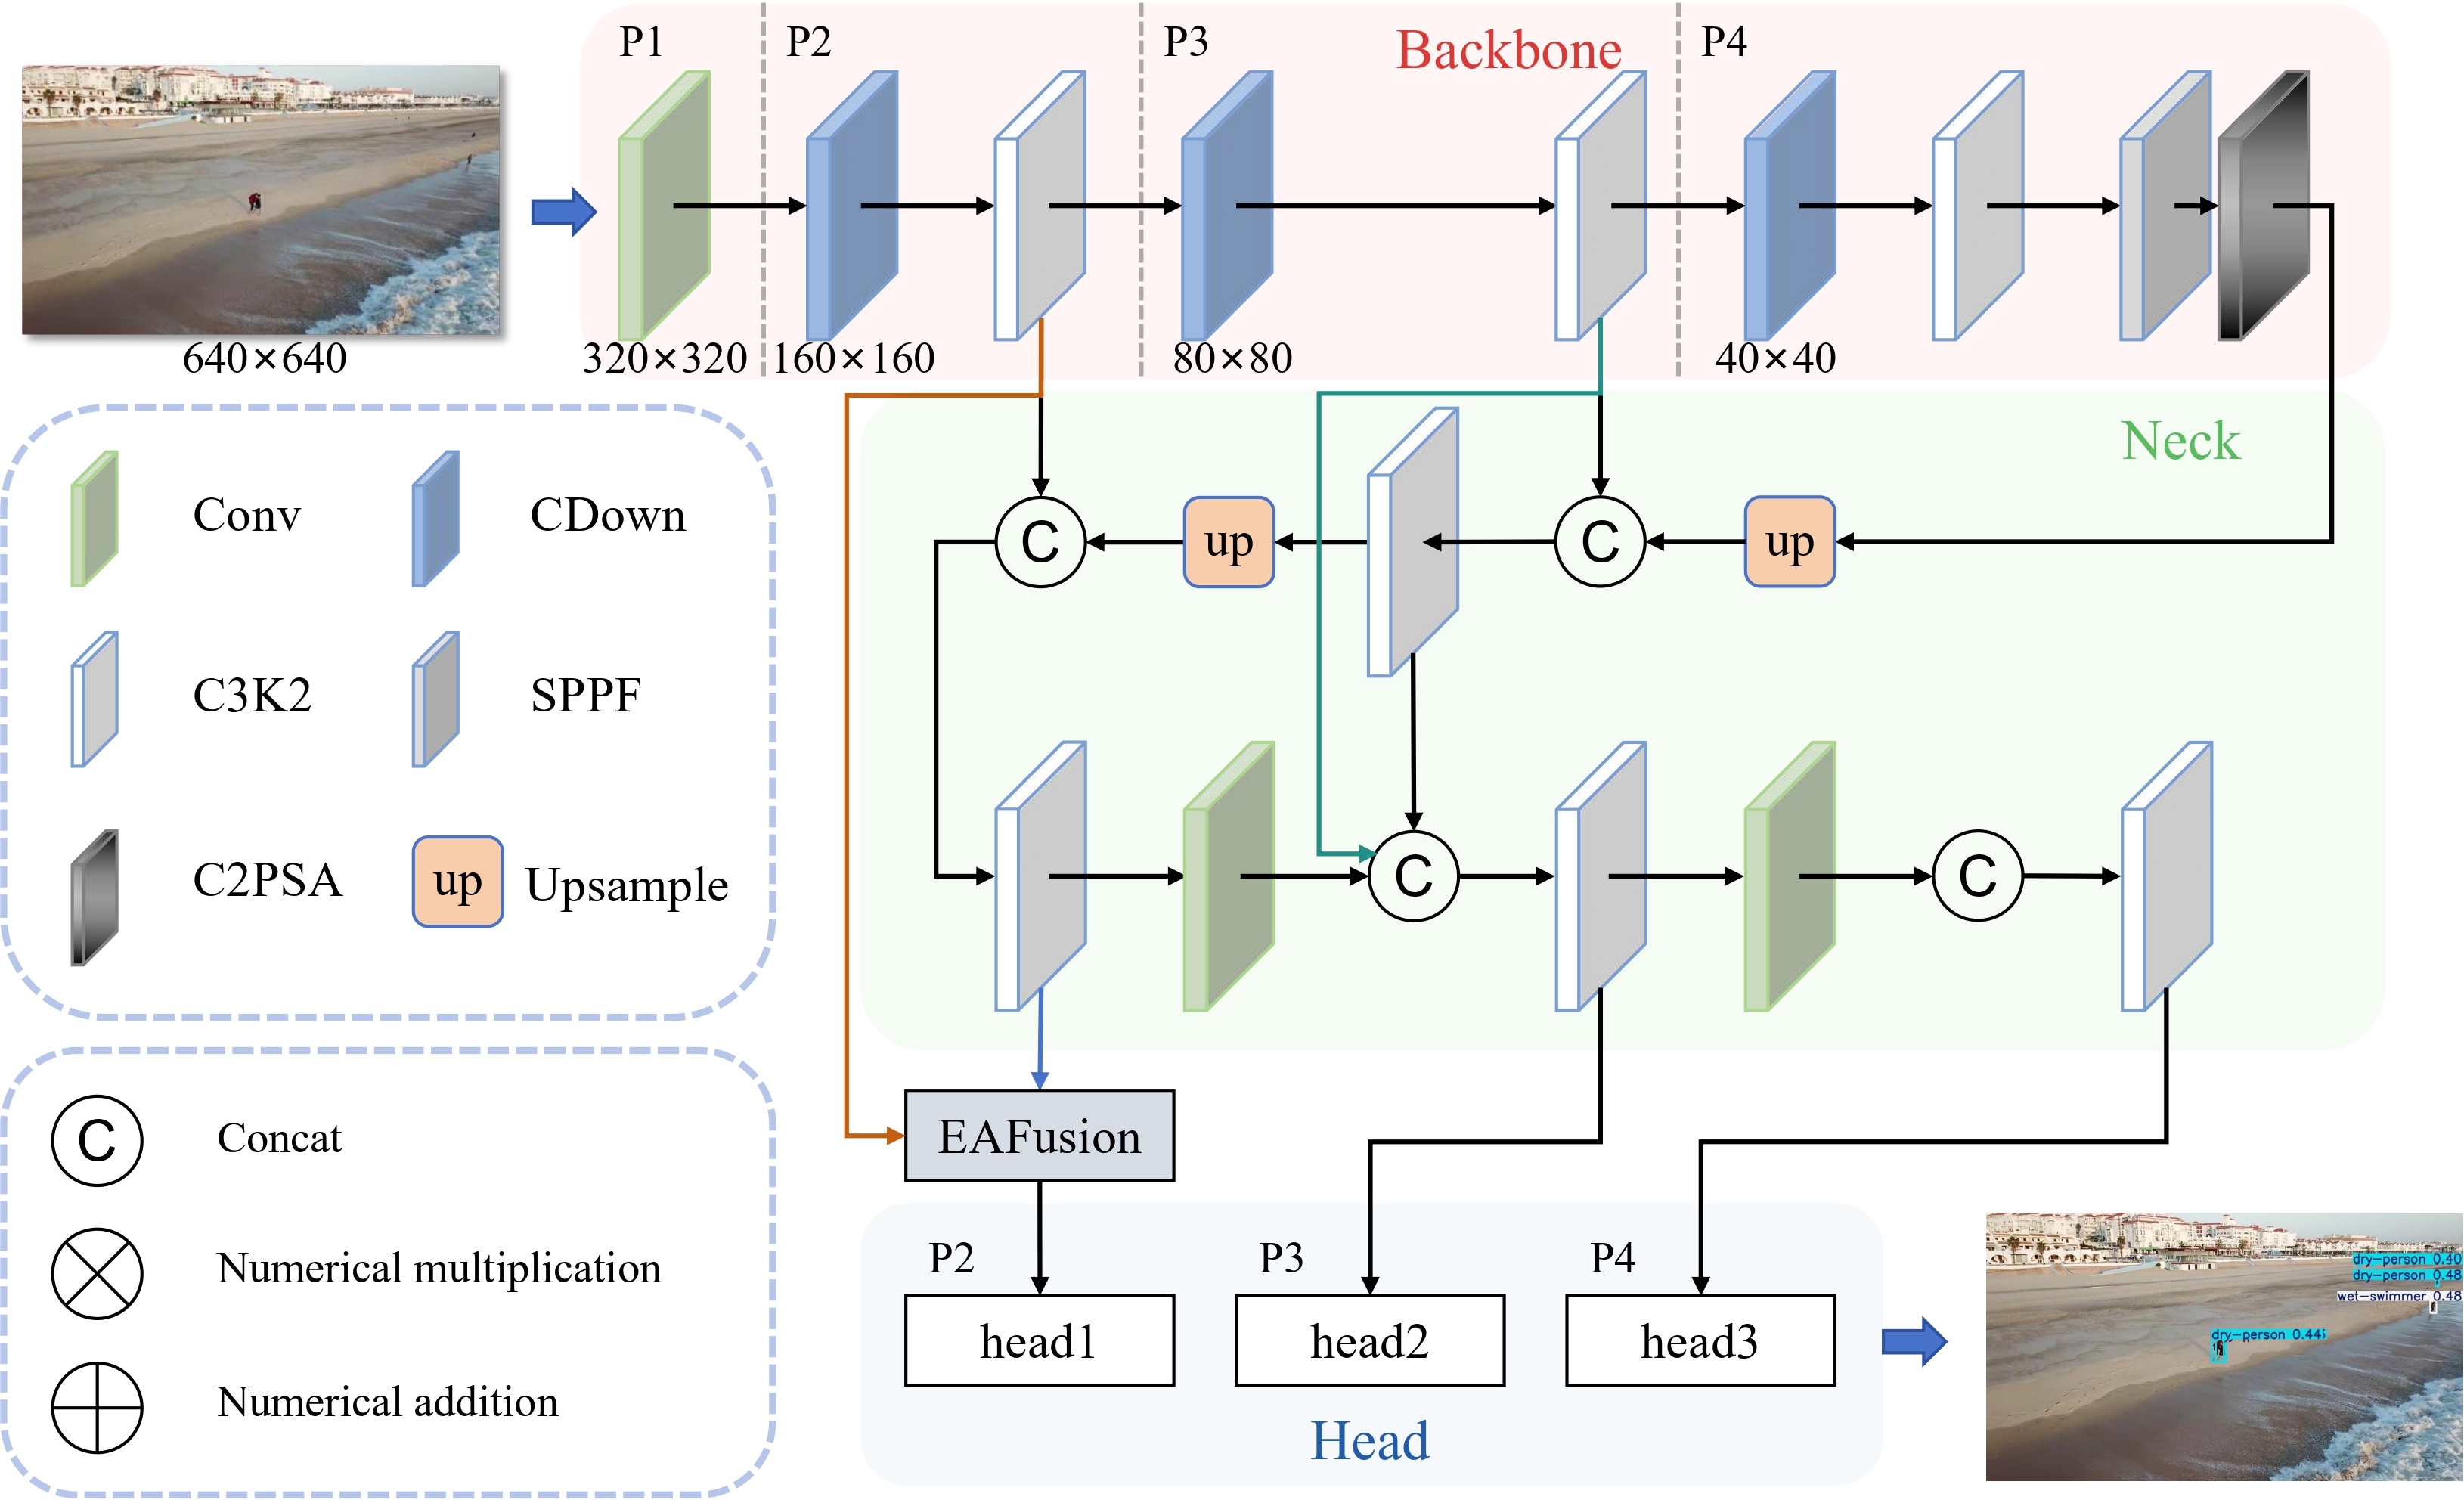 P1
P2
P3
Backbone
P4
640×640
320×320
160×160
80×80
40×40
Neck
Conv
CDown
C
up
C
up
C3K2
SPPF
C2PSA
up
Upsample
C
C
EAFusion
C
Concat
Numerical multiplication
Numerical addition
P2
P3
P4
head1
head2
head3
Head
dry-person 0.40
dry-person 0.48
wet-swimmer 0.48
dry-person 0.44